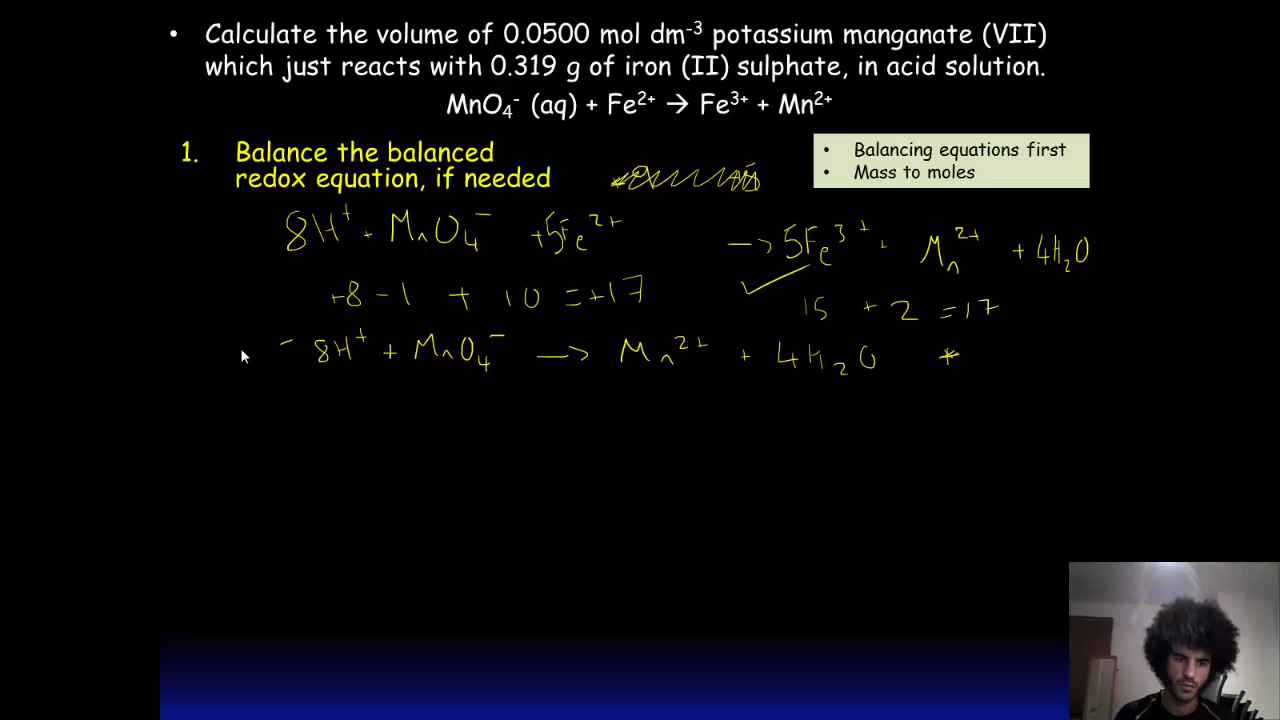 • Calculate the volume of 0.0500 mol dm⁻³ potassium manganate (VII)
which just reacts with 0.319 g of iron (II) sulphate, in acid solution.
MnO₄⁻ (aq) + Fe²⁺ → Fe³⁺ + Mn²⁺
1. Balance the balanced
redox equation, if needed
• Balancing equations first
• Mass to moles
8H⁺ + MnO₄⁻ +5Fe²⁺ → 5Fe³⁺ + Mn²⁺ + 4H₂O
+8 -1 + 10 = +17 ✓ 15 + 2 = 17
- 8H⁺ + MnO₄⁻ → Mn²⁺ + 4H₂O *